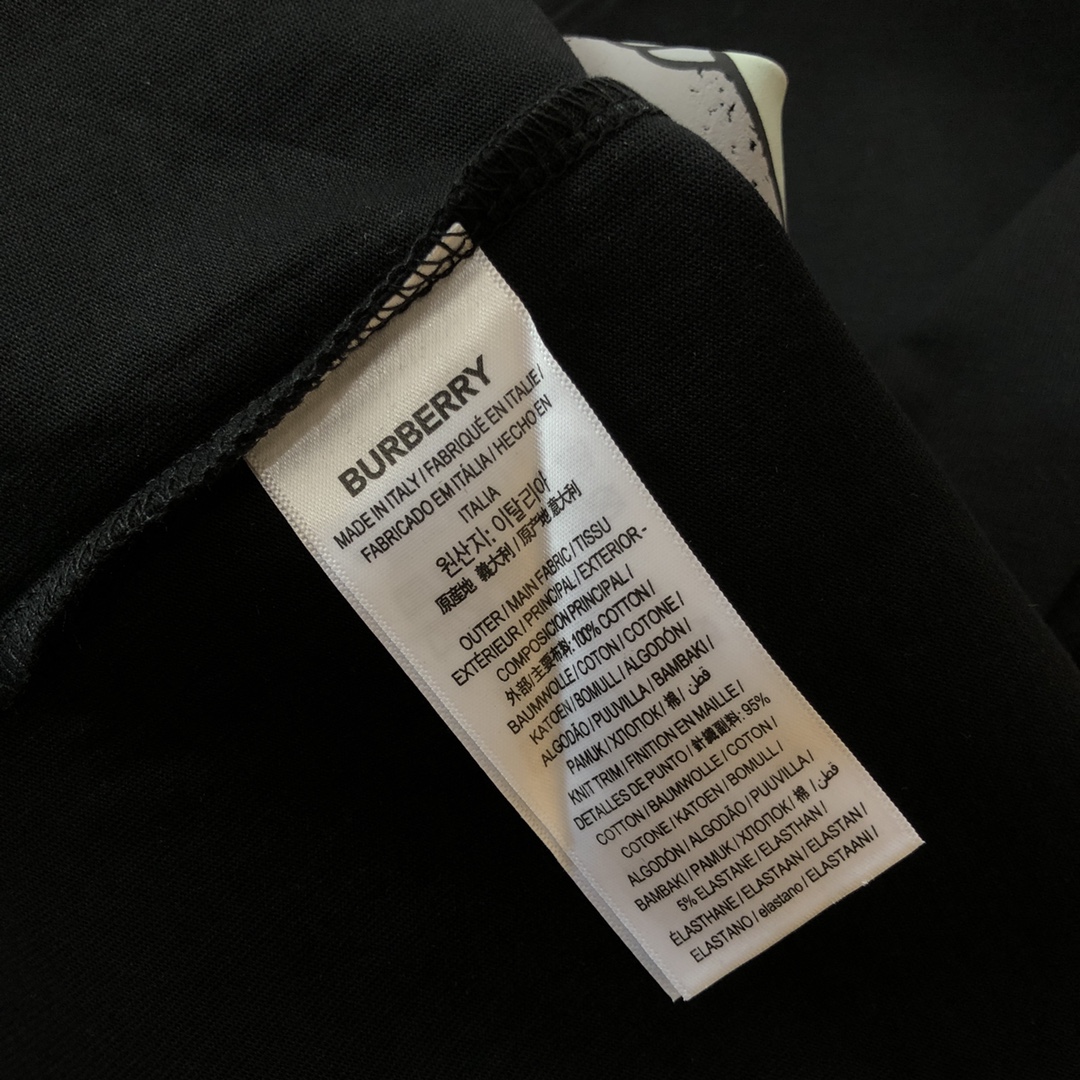 BURBERRY
MADE IN ITALY / FABRIQUÉ EN ITALIE /
FABRICADO EM ITÁLIA / HECHO EN
ITALIA
원산지: 이탈리아
原産地 義大利 / 原产地 意大利
OUTER / MAIN FABRIC / TISSU
EXTÉRIEUR / PRINCIPAL / EXTERIOR-
COMPOSICIÓN PRINCIPAL /
外部/主要布料: 100% COTTON /
BAUMWOLLE / COTON / COTONE /
KATOEN / BOMULL / ALGODÓN /
ALGODÃO / PUUVILLA / BAMBAKI /
PAMUK / ХЛОПОК / 棉 / قطن
KNIT TRIM / FINITION EN MAILLE /
DETALLES DE PUNTO / 針織副料: 95%
COTTON / BAUMWOLLE / COTON /
COTONE / KATOEN / BOMULL /
ALGODÓN / ALGODÃO / PUUVILLA /
BAMBAKI / PAMUK / ХЛОПОК / 棉 / قطن
5% ELASTANE / ELASTHAN /
ÉLASTHANE / ELASTAAN / ELASTAN /
ELASTANO / elastano / ELASTAANI /